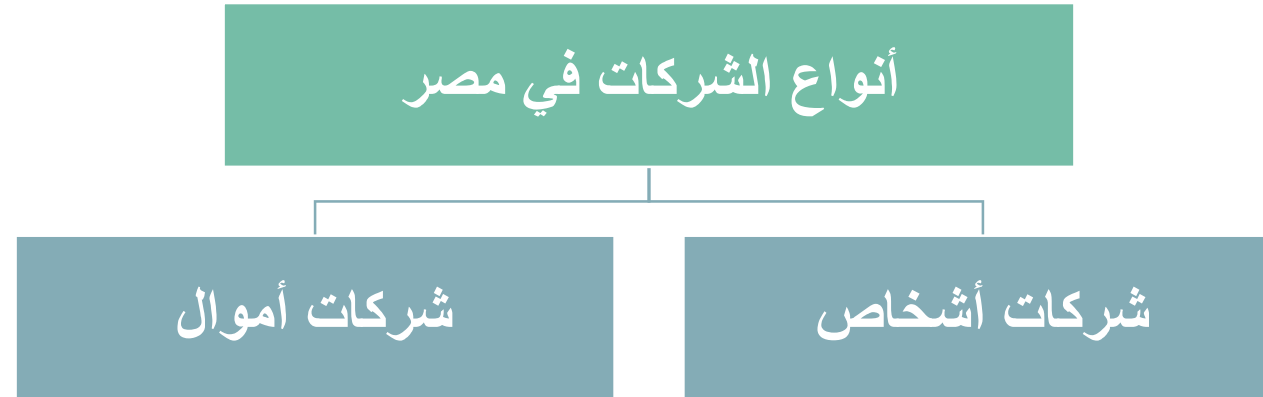 أنواع الشركات في مصر
شركات أشخاص
شركات أموال